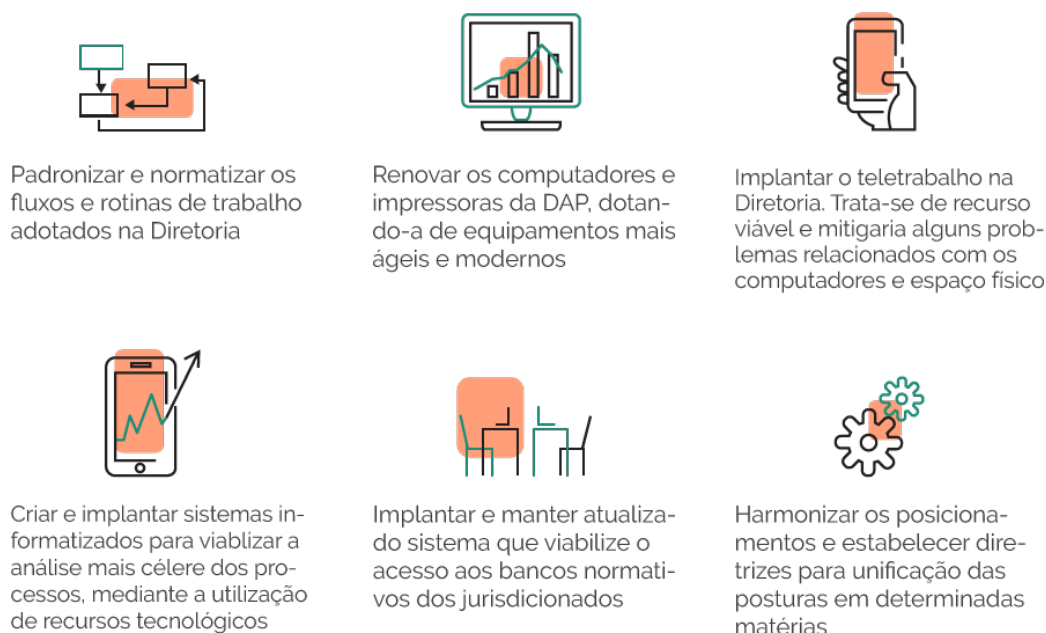 Padronizar e normatizar os
fluxos e rotinas de trabalho
adotados na Diretoria
Renovar os computadores e
impressoras da DAP, dotan-
do-a de equipamentos mais
ágeis e modernos
Implantar o teletrabalho na
Diretoria. Trata-se de recurso
viável e mitigaria alguns prob-
lemas relacionados com os
computadores e espaço físico
Criar e implantar sistemas in-
formatizados para viablizar a
análise mais célere dos pro-
cessos, mediante a utilização
de recursos tecnológicos
Implantar e manter atualiza-
do sistema que viabilize o
acesso aos bancos normati-
vos dos jurisdicionados
Harmonizar os posiciona-
mentos e estabelecer dire-
trizes para unificação das
posturas em determinadas
matérias